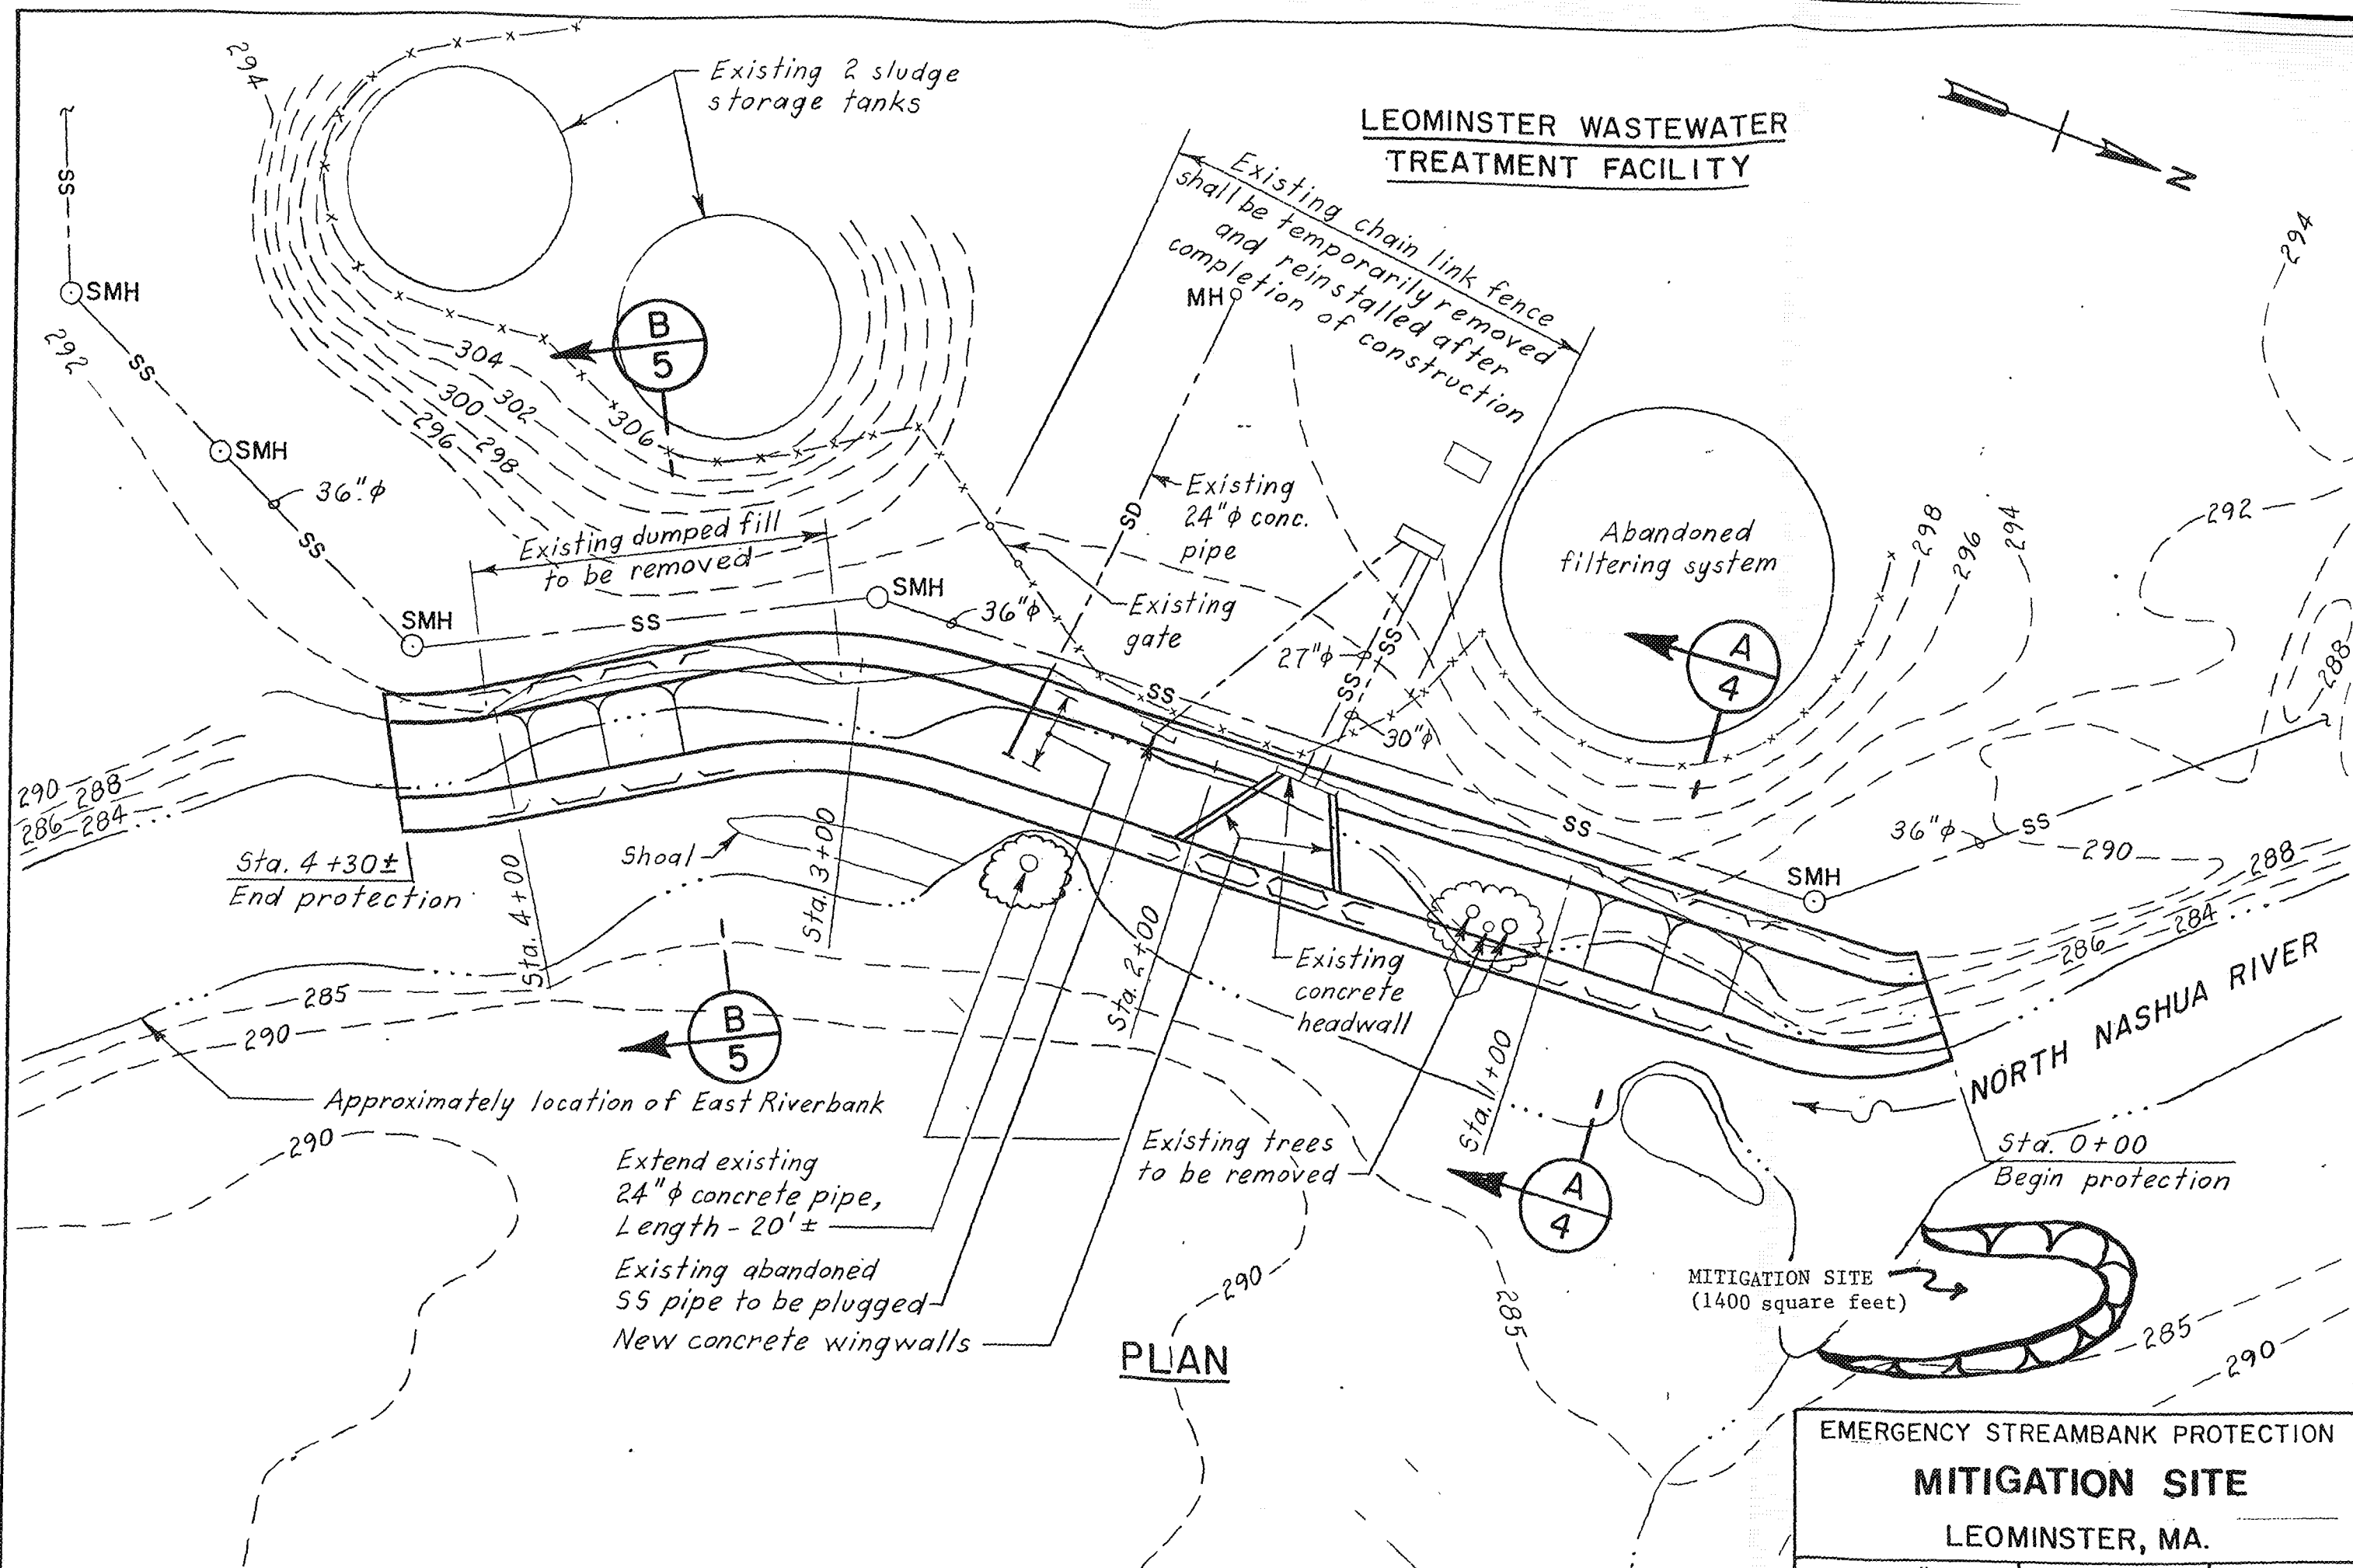 294
Existing 2 sludge
storage tanks
LEOMINSTER WASTEWATER
TREATMENT FACILITY
N
Existing chain link fence
shall be temporarily removed
and reinstalled after
completion of construction
294
SS
SMH
MH
292
SS
B
5
304
302
300
306
298
296
SMH
36"φ
SS
Existing dumped fill
to be removed
SD
Existing
24"φ conc.
pipe
Abandoned
filtering system
298
296
294
292
288
SMH
SS
SMH
36"φ
Existing
gate
27"φ
SS
SS
SS
30"φ
A
4
290
288
286
284
Sta. 4+30±
End protection
Sta. 4+00
Shoal
Sta. 3+00
Sta. 2+00
SS
SMH
36"φ
SS
290
288
286
284
NORTH NASHUA RIVER
Existing
concrete
headwall
285
290
B
5
Sta. 1+00
Approximately location of East Riverbank
290
Extend existing
24"φ concrete pipe,
Length - 20' ±
Existing trees
to be removed
A
4
Sta. 0+00
Begin protection
Existing abandoned
SS pipe to be plugged
New concrete wingwalls
290
285
MITIGATION SITE
(1400 square feet)
285
290
PLAN
EMERGENCY STREAMBANK PROTECTION
MITIGATION SITE
LEOMINSTER, MA.